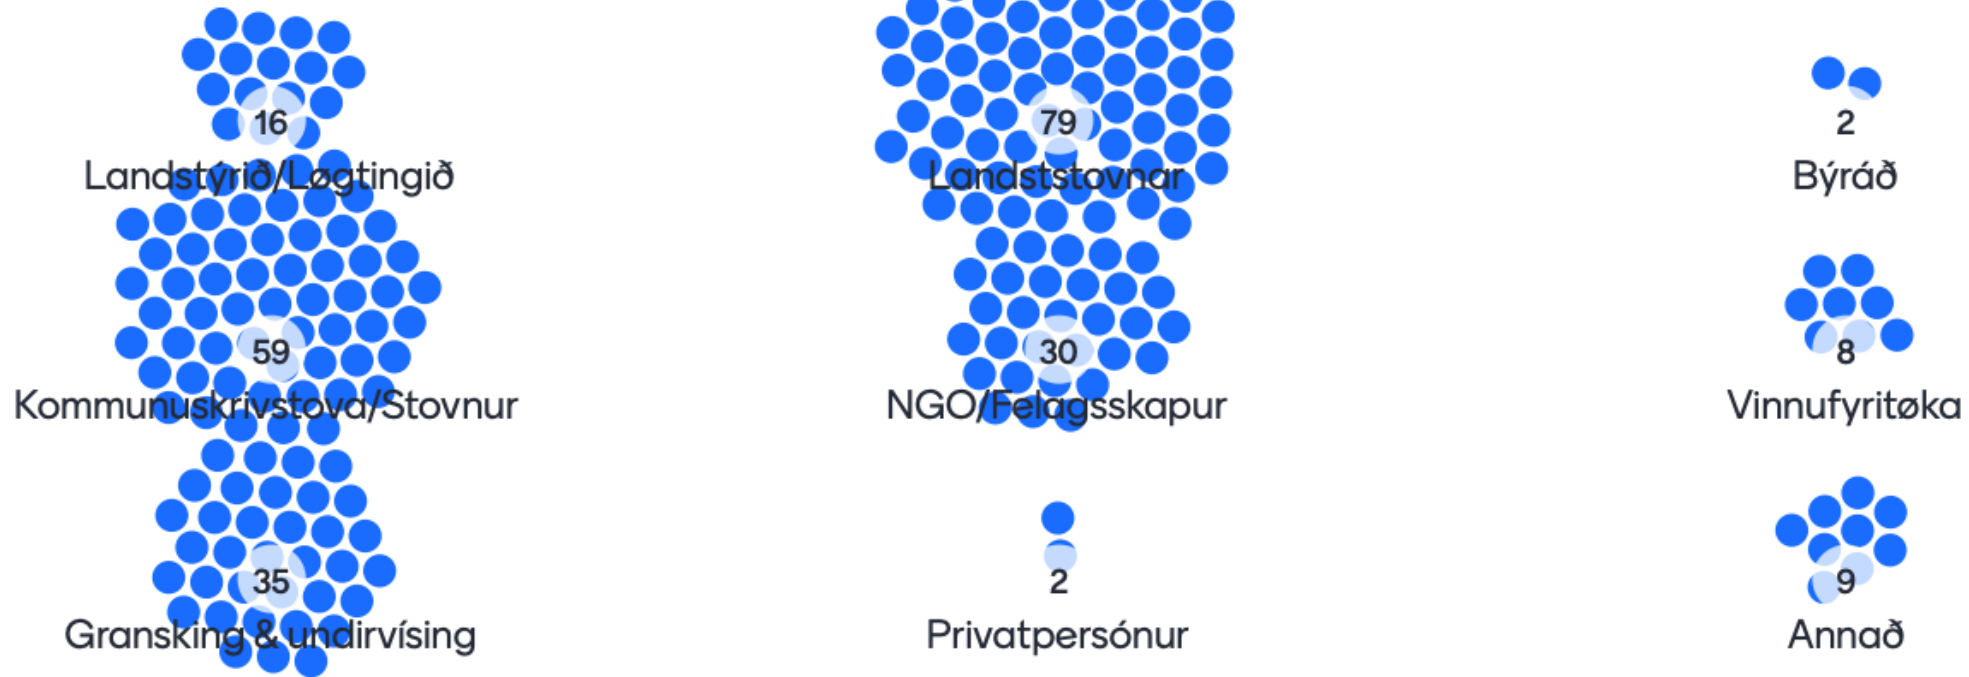 16
Landstýrið/Løgtingið
79
Landsstovnar
2
Býráð
59
Kommunuskrivstova/Stovnur
30
NGO/Felagsskapur
8
Vinnufyritøka
35
Gransking & undirvísing
2
Privatpersónur
9
Annað